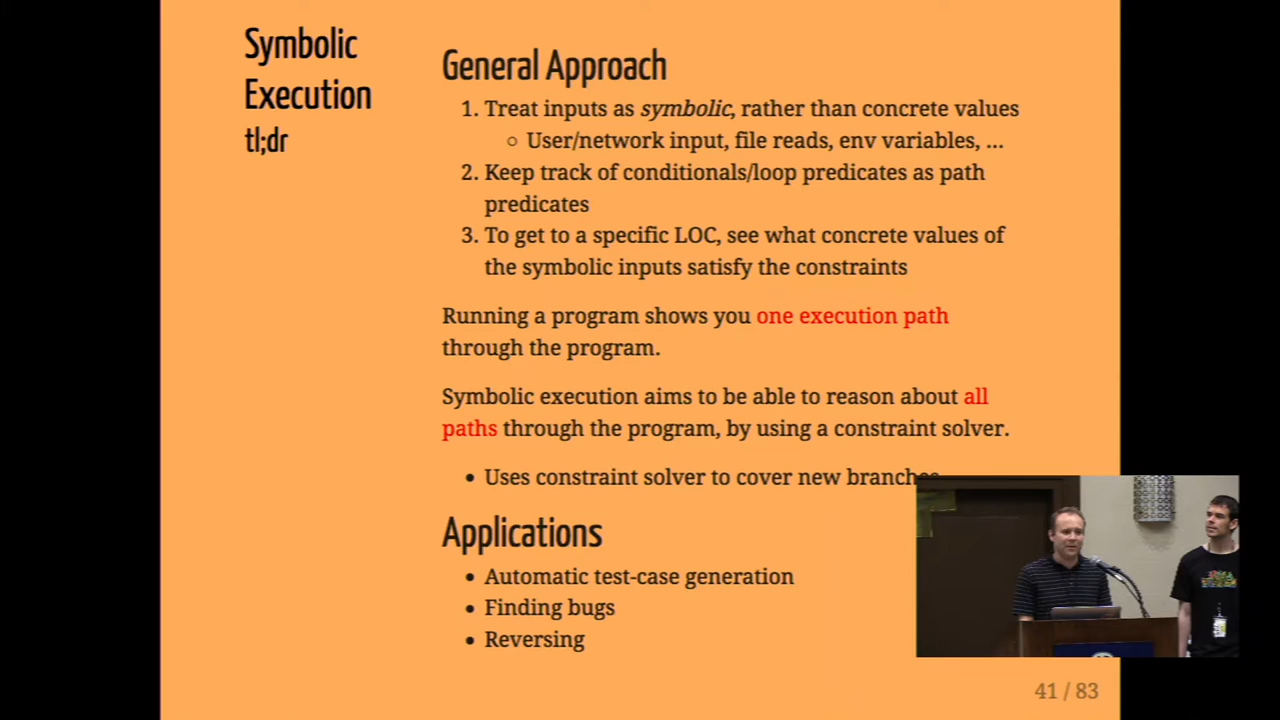 Symbolic
Execution
tl;dr
General Approach
1. Treat inputs as symbolic, rather than concrete values
○ User/network input, file reads, env variables, ...
2. Keep track of conditionals/loop predicates as path
predicates
3. To get to a specific LOC, see what concrete values of
the symbolic inputs satisfy the constraints
Running a program shows you one execution path
through the program.
Symbolic execution aims to be able to reason about all
paths through the program, by using a constraint solver.
• Uses constraint solver to cover new branches
Applications
• Automatic test-case generation
• Finding bugs
• Reversing
41 / 83